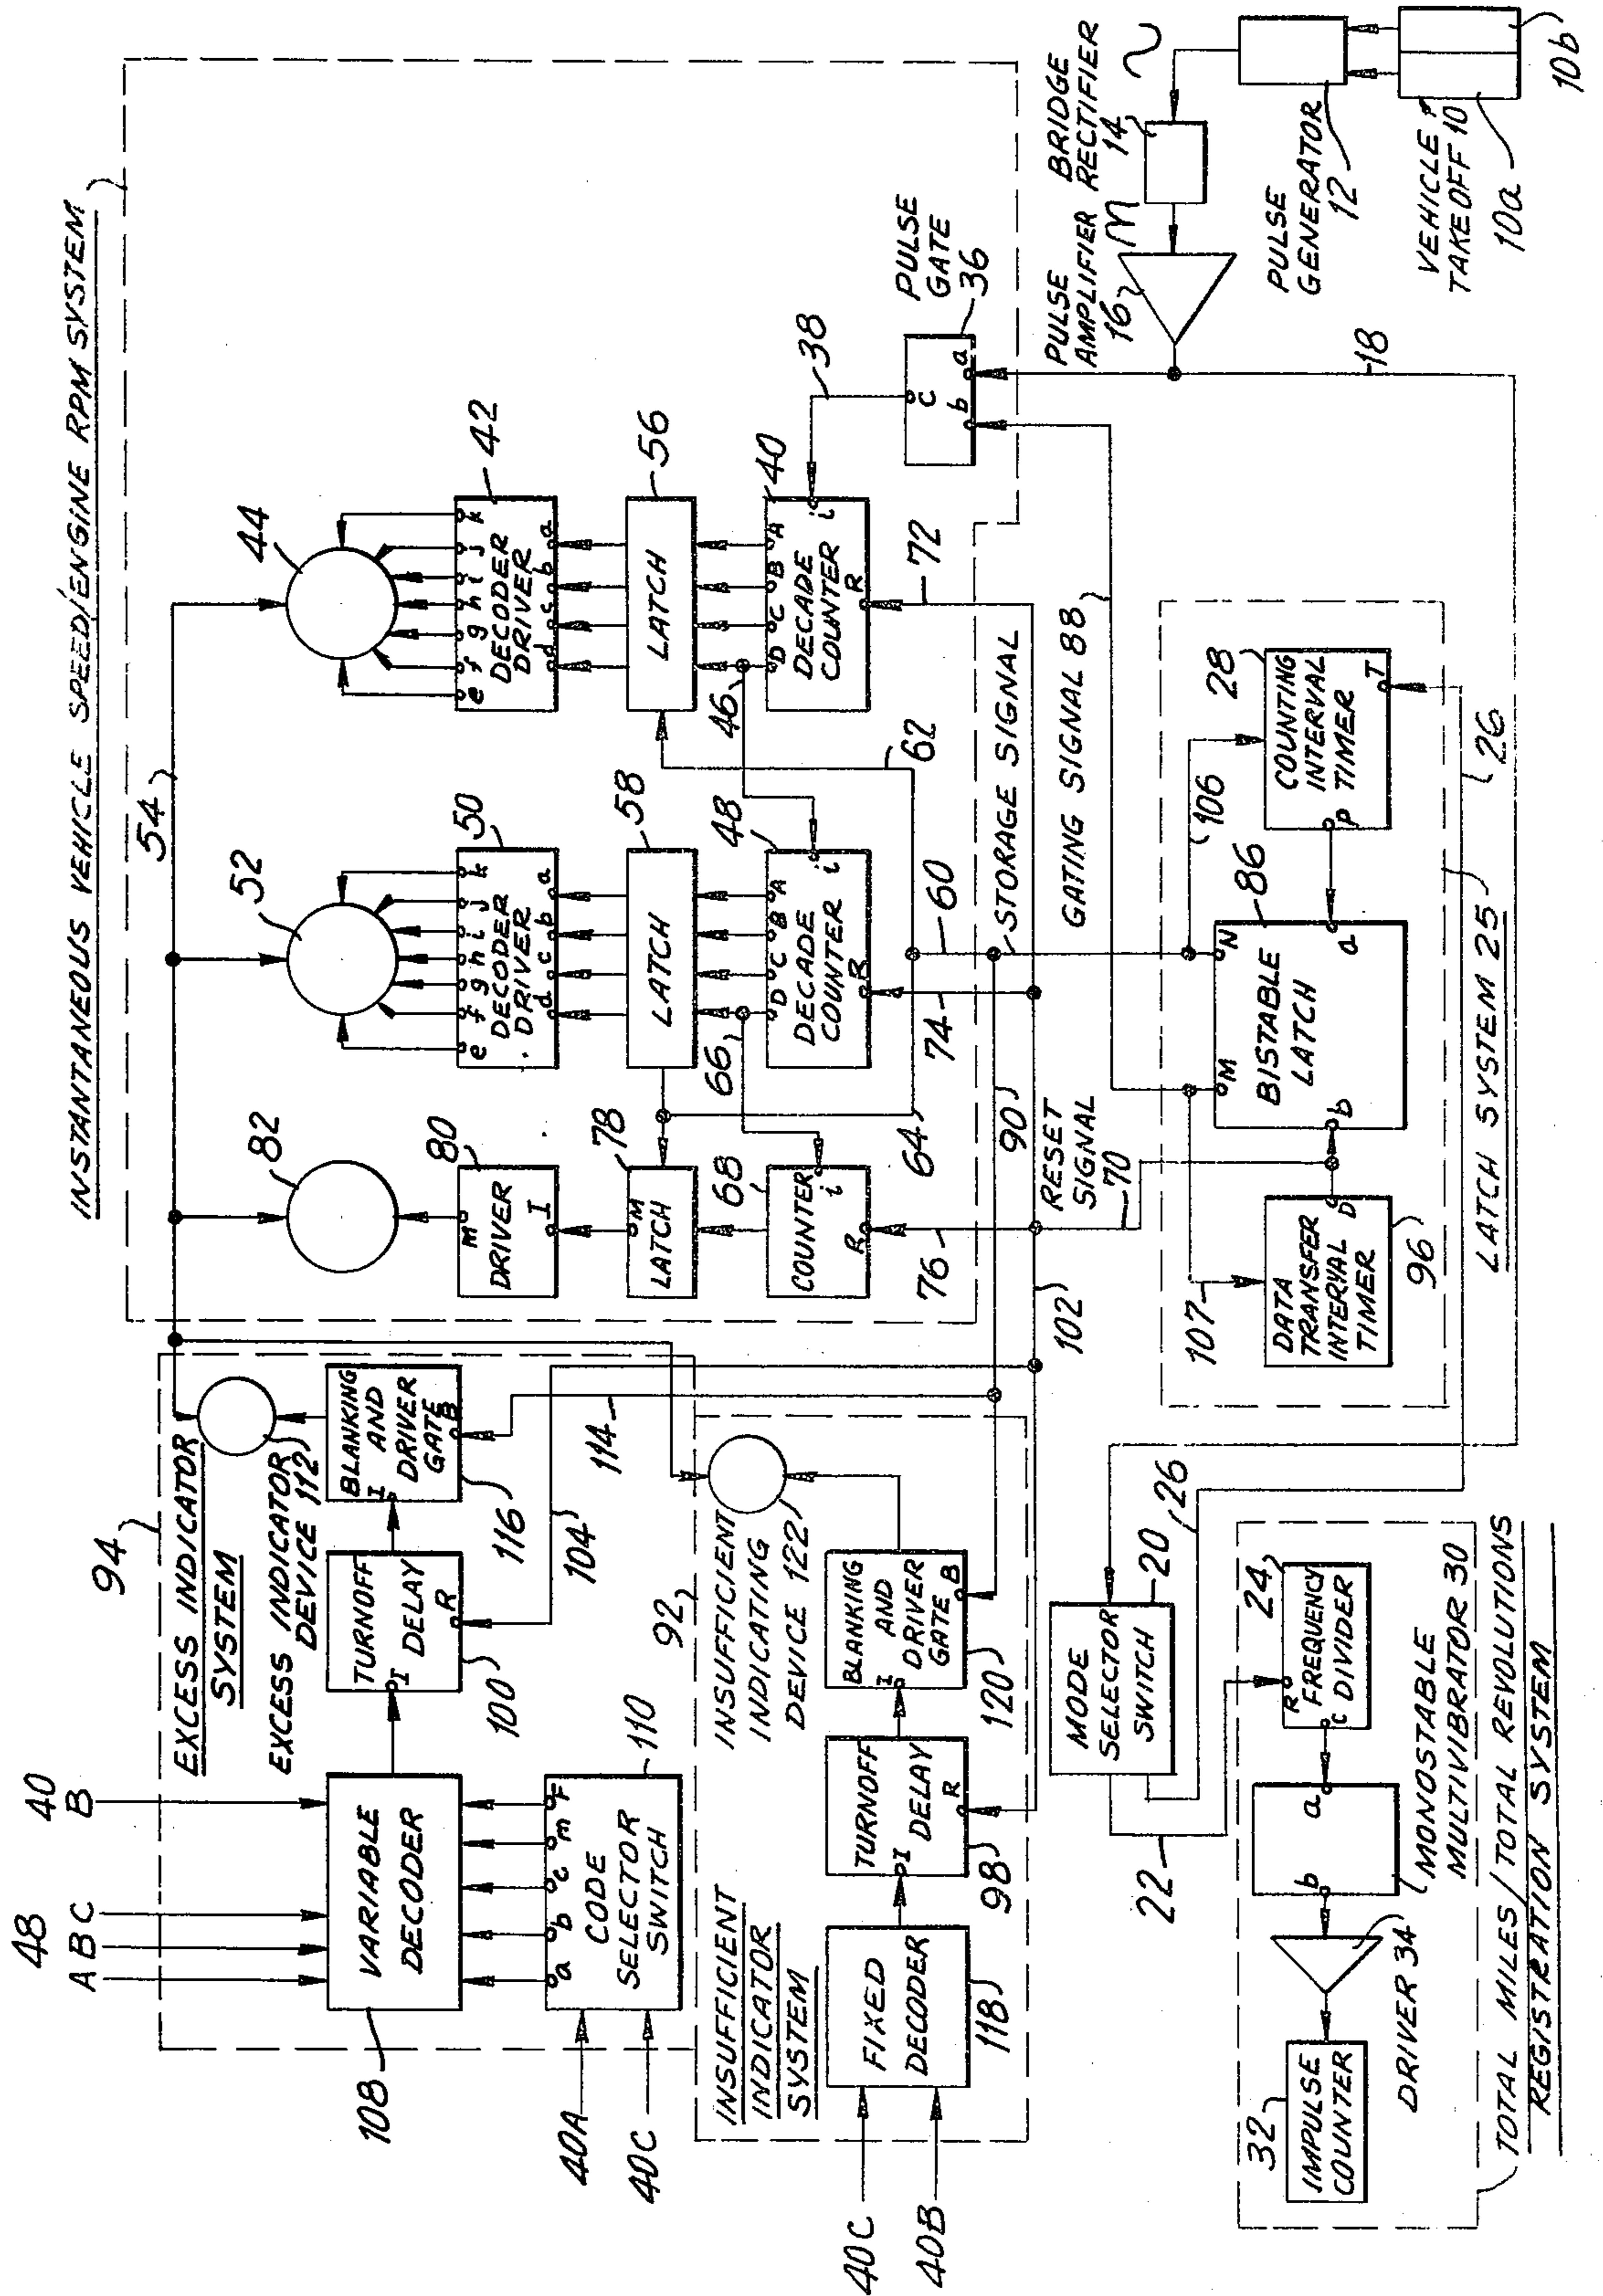 INSTANTANEOUS VEHICLE SPEED/ENGINE RPM SYSTEM
54
82
52
44
M
DRIVER
I
80
e f g h i j k
DECODER
DRIVER
d c b a
50
e f g h i j k
DECODER
DRIVER
d c b a
42
M
LATCH
78
LATCH
58
LATCH
56
66
46
COUNTER
R
i
68
D C B A
DECADE
COUNTER
R
i
48
D C B A
DECADE
COUNTER
R
i
40
38
PULSE
GATE
36
C
b
a
76
64
74
60
62
72
90
RESET
SIGNAL
70
STORAGE SIGNAL
GATING SIGNAL 88
102
PULSE
AMPLIFIER
16
BRIDGE
RECTIFIER
14
PULSE
GENERATOR
12
VEHICLE
TAKEOFF 10
10a
10b
18
107
DATA
TRANSFER
INTERVAL
TIMER
D
96
M
N
BISTABLE
LATCH
b
a
86
106
COUNTING
INTERVAL
TIMER
P
T
28
LATCH SYSTEM 25
26
94
EXCESS INDICATOR
SYSTEM
EXCESS INDICATOR
DEVICE 112
48
A B C
40
B
VARIABLE
DECODER
108
I
TURNOFF
DELAY
R
100
I
BLANKING
AND
DRIVER
GATE
B
116
104
114
40A
40C
a b c m F
CODE
SELECTOR
SWITCH
110
92
INSUFFICIENT
INDICATOR
SYSTEM
INSUFFICIENT
INDICATING
DEVICE 122
40C
40B
FIXED
DECODER
118
I
TURNOFF
DELAY
R
98
I
BLANKING
AND
DRIVER
GATE
B
120
MODE
SELECTOR
SWITCH
20
26
22
32
IMPULSE
COUNTER
DRIVER 34
b
a
MONOSTABLE
MULTIVIBRATOR 30
R
FREQUENCY
DIVIDER
C
24
TOTAL MILES/TOTAL REVOLUTIONS
REGISTRATION SYSTEM